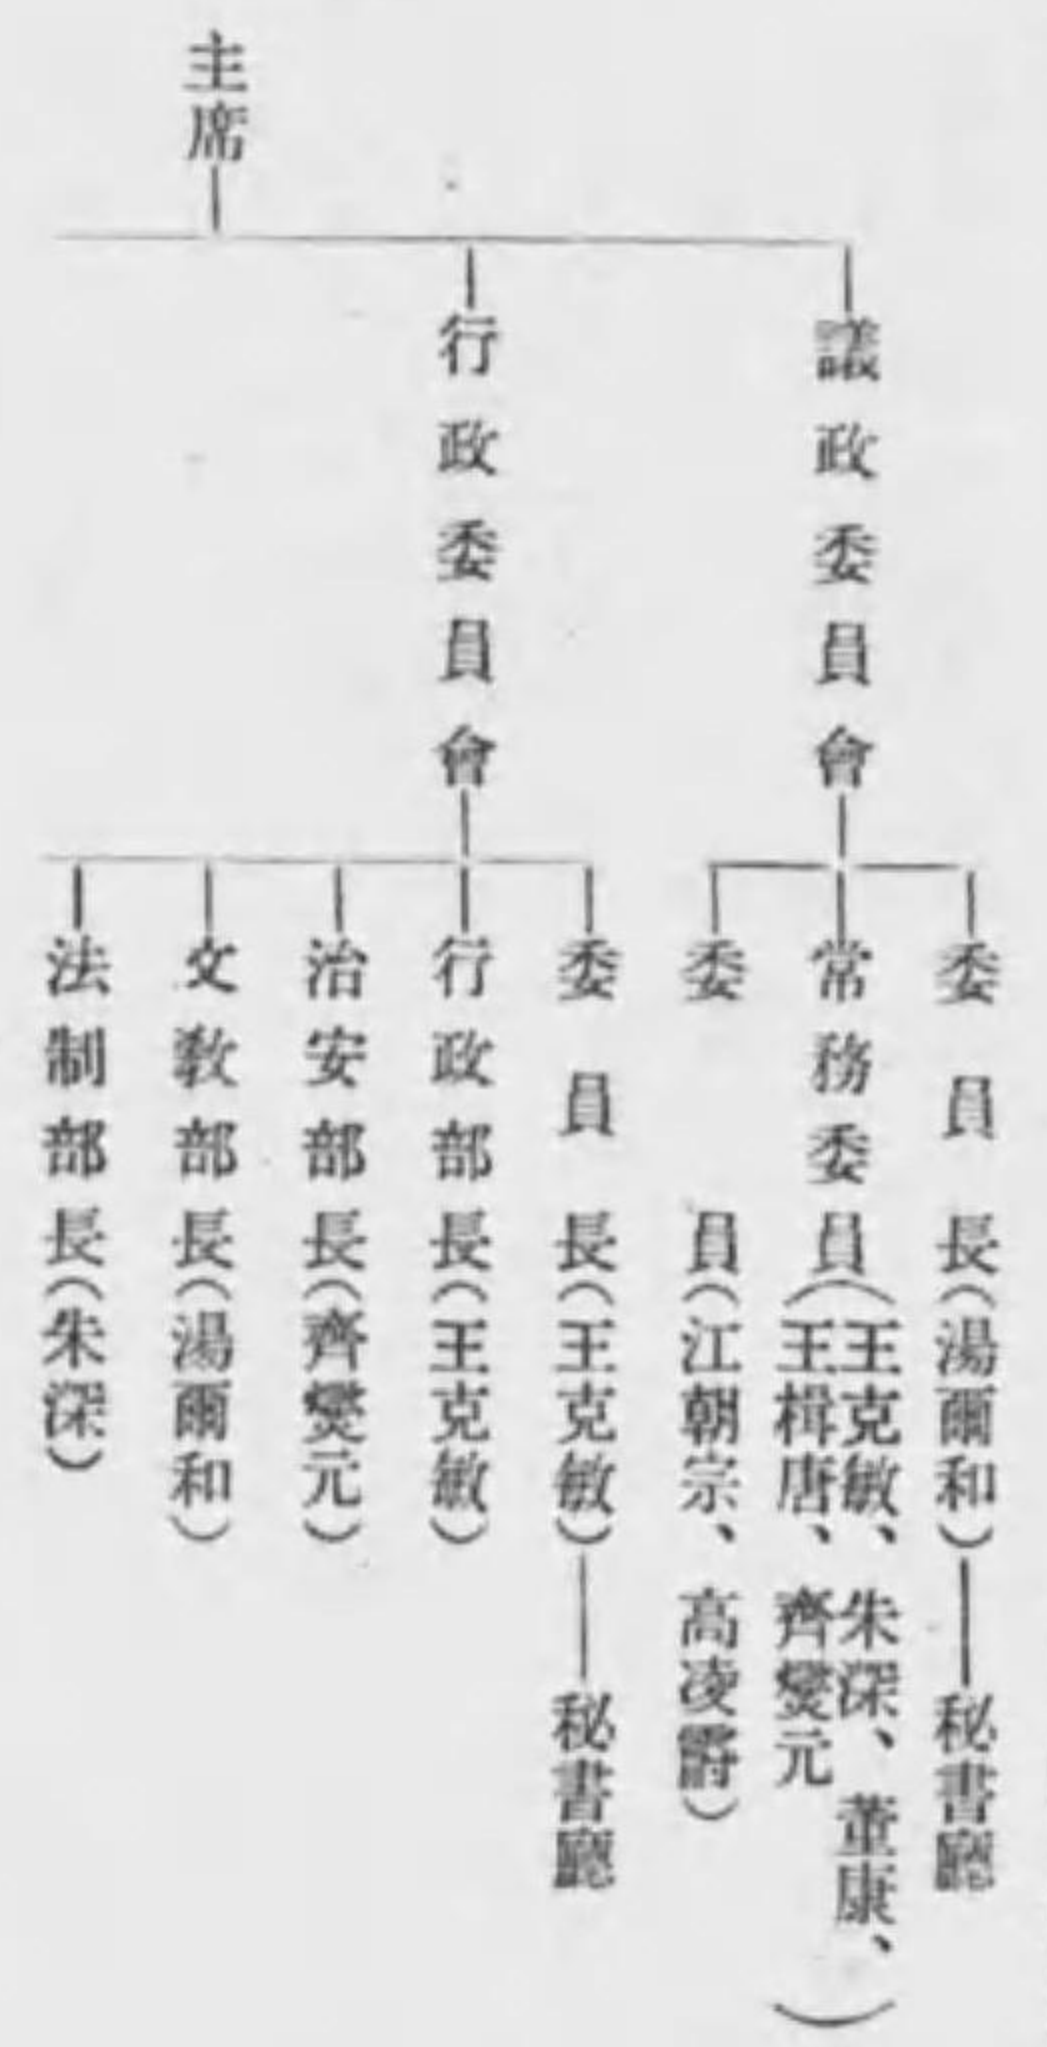 主席
議政委員會
委員長(湯爾和)
秘書廳
常務委員(王克敏、朱深、董康、
王楫唐、齊燮元)
委員(江朝宗、高凌霨)
行政委員會
委員長(王克敏)
秘書廳
行政部長(王克敏)
治安部長(齊燮元)
文教部長(湯爾和)
法制部長(朱深)